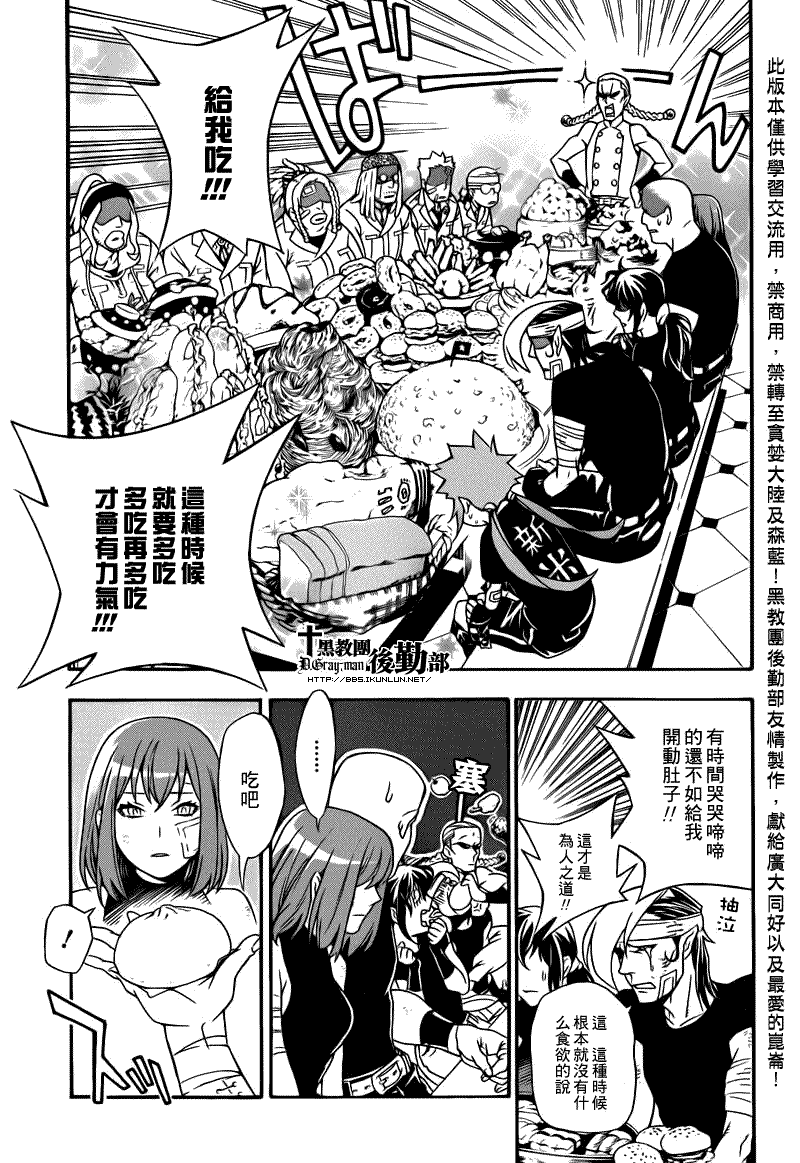 此版本僅供學習交流用，禁商用，禁轉至貪婪大陸及森藍！黑教團後勤部友情製作，獻給廣大同好以及最愛的崑崙！
ばーん
給我吃!!!
這種時候
就要多吃
多吃再多吃
才會有力氣
!!!
新米
黑教團
D.Gray-man 後勤部
HTTP://BBS.IKUNLUN.NET/
有時間哭哭啼啼
的還不如給我
開動肚子!!
這才是
為人之道!!
抽泣
這 這種時候
根本就沒有什
么食欲的說
塞
……
吃吧
！